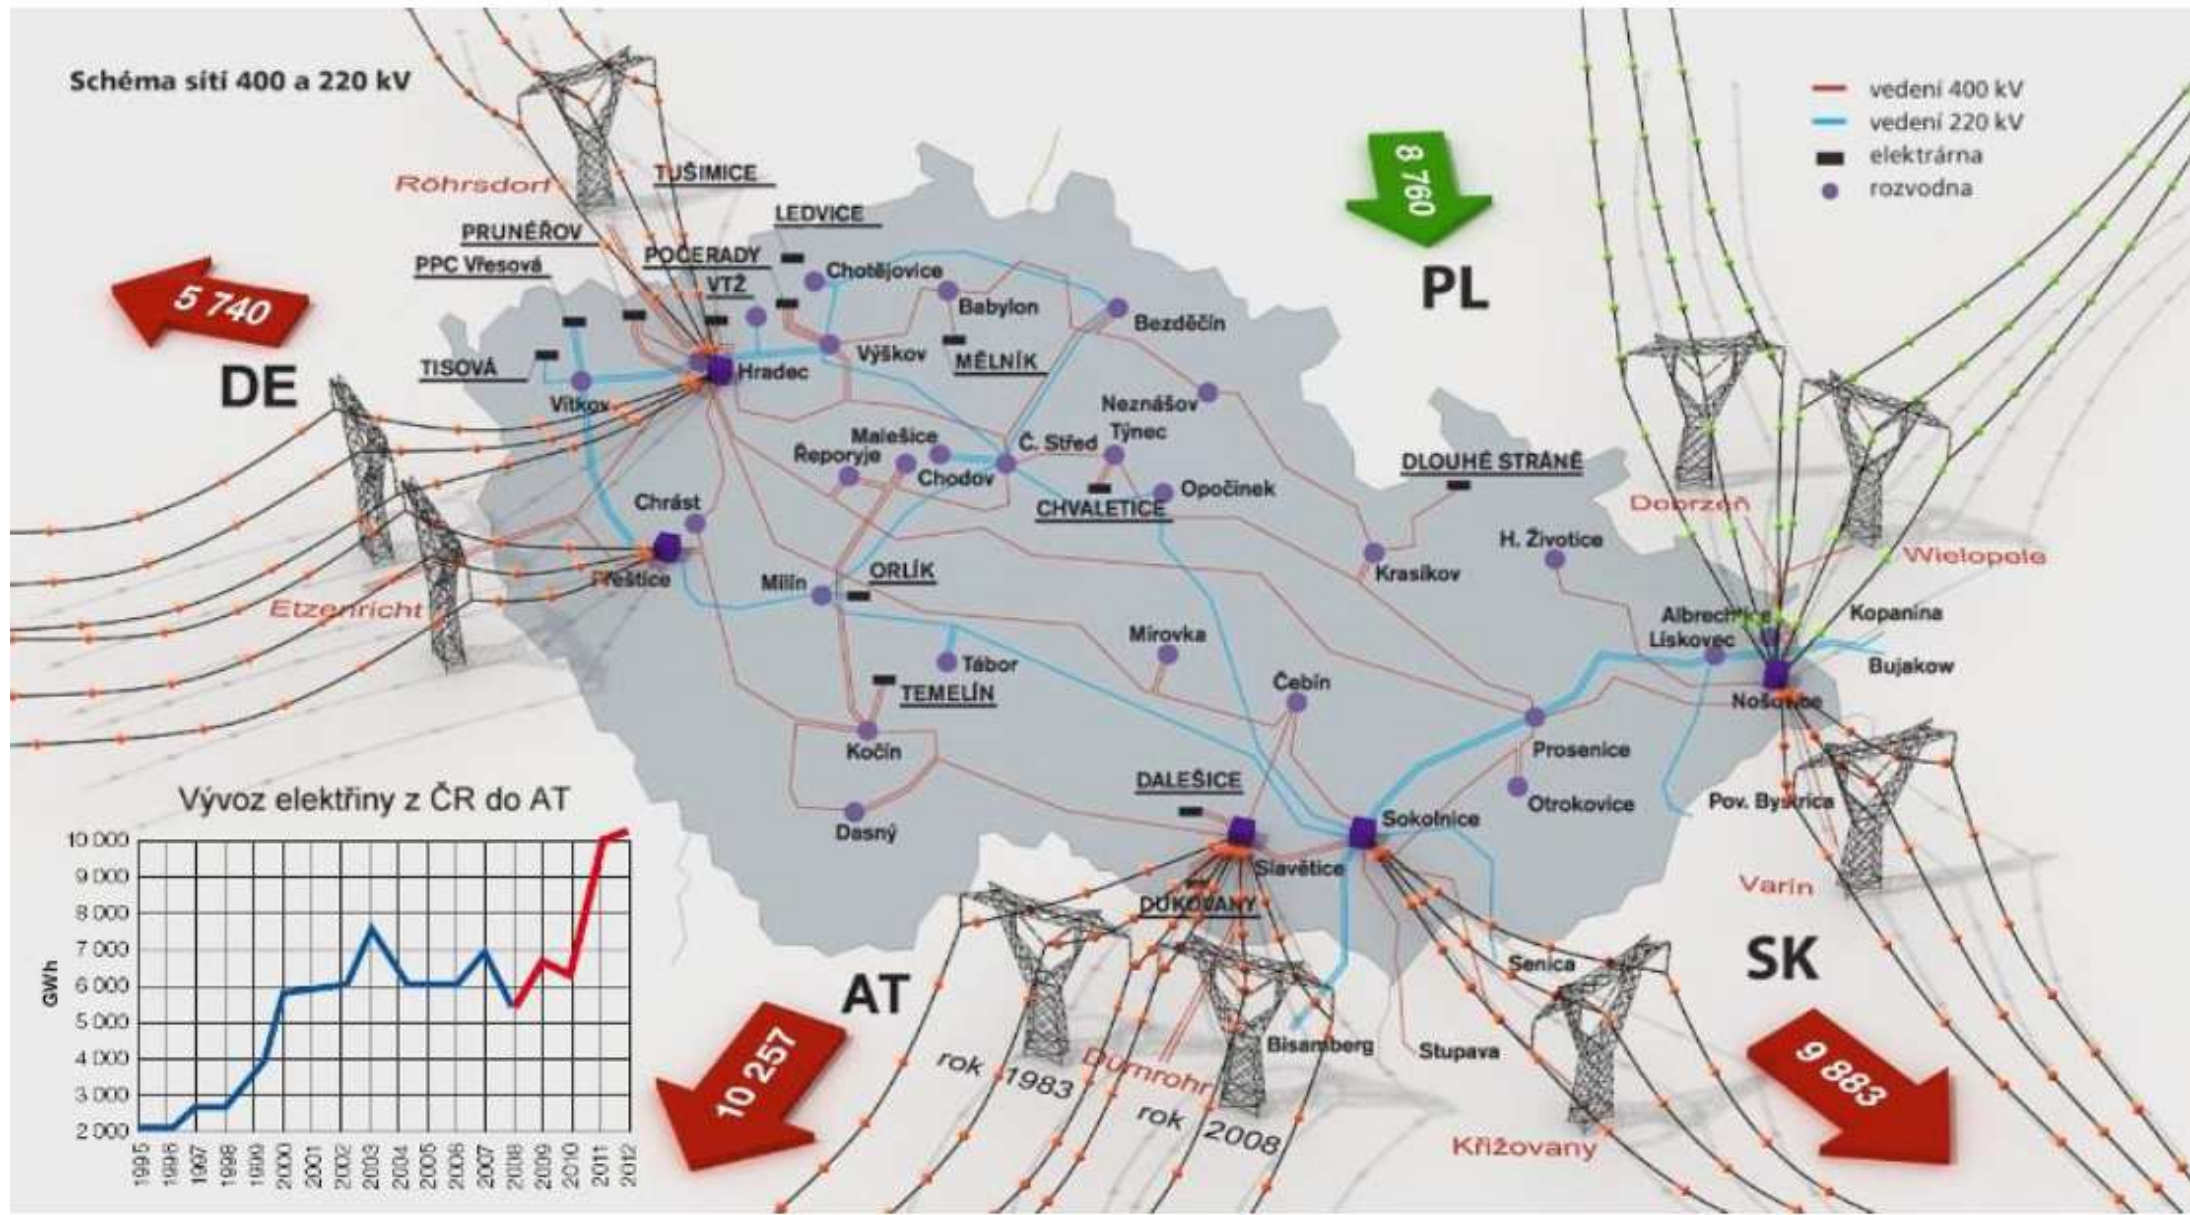 Schéma sítí 400 a 220 kV
vedení 400 kV
vedení 220 kV
elektrárna
rozvodna
8 760
PL
5 740
DE
Röhrsdorf
TUŠIMICE
LEDVICE
PRUNÉŘOV
POČERADY
PPC Vřesová
VTŽ
Chotějovice
Babylon
Bezděčín
TISOVÁ
Hradec
Výškov
MĚLNÍK
Vítkov
Neznášov
Malešice
Č. Střed
Týnec
Řeporyje
Chodov
DLOUHÉ STRÁNĚ
Opočinek
Chrást
CHVALETICE
Dobrzeň
H. Životice
Wielopole
Přeštice
Milín
ORLÍK
Krasíkov
Etzenricht
Albrechtice
Kopanina
Mírovka
Lískovec
Tábor
Bujakow
TEMELÍN
Čebín
Nošovice
Kočín
Prosenice
DALEŠICE
Otrokovice
Pov. Bystrica
Dasný
Sokolnice
Slavětice
Varín
DUKOVANY
AT
SK
Senica
Bisamberg
Stupava
rok 1983
Dürnrohr
rok 2008
Křižovany
10 257
9 883
Vývoz elektřiny z ČR do AT
GWh
10 000
9 000
8 000
7 000
6 000
5 000
4 000
3 000
2 000
1995 1996 1997 1998 1999 2000 2001 2002 2003 2004 2005 2006 2007 2008 2009 2010 2011 2012